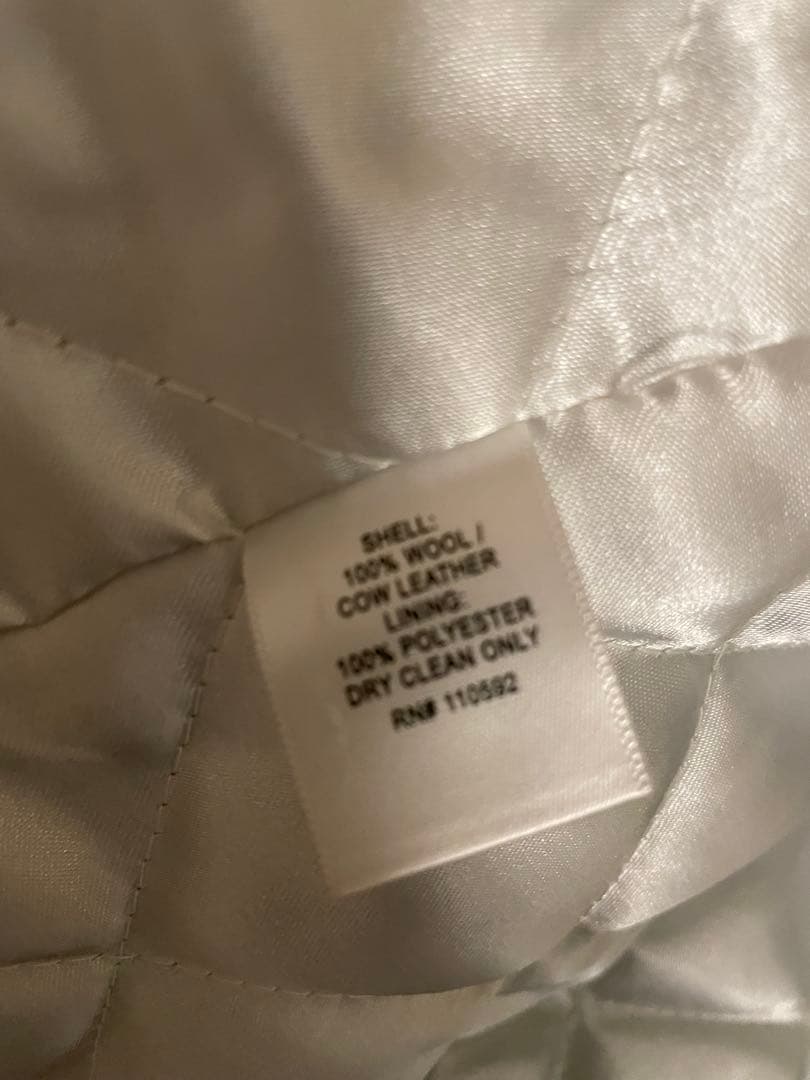 SHELL:
100% WOOL /
COW LEATHER
LINING:
100% POLYESTER
DRY CLEAN ONLY
RN# 110592